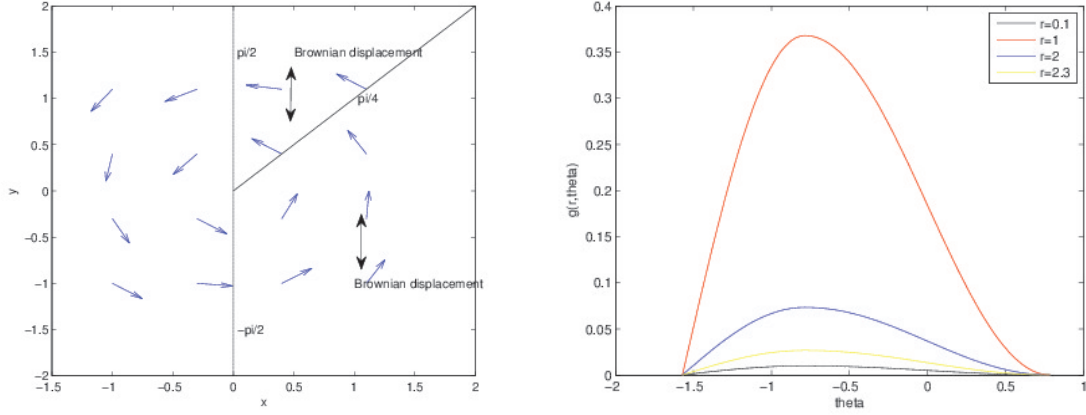 2
1.5
1
0.5
0
−0.5
−1
−1.5
−2
y
−1.5
−1
−0.5
0
0.5
1
1.5
2
x
pi/2
Brownian displacement
pi/4
Brownian displacement
−pi/2
0.4
0.35
0.3
0.25
0.2
0.15
0.1
0.05
0
g(r,theta)
−2
−1.5
−1
−0.5
0
0.5
1
theta
r=0.1
r=1
r=2
r=2.3